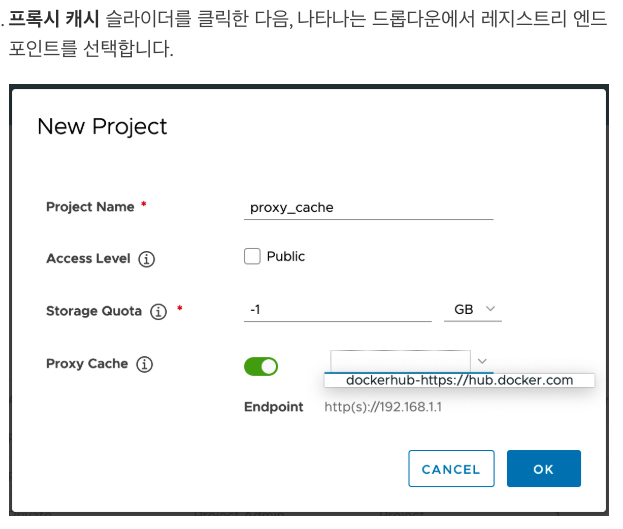 . 프록시 캐시 슬라이더를 클릭한 다음, 나타나는 드롭다운에서 레지스트리 엔드
포인트를 선택합니다.
New Project
Project Name *
proxy_cache
Access Level
Public
Storage Quota *
-1
GB
Proxy Cache
dockerhub-https://hub.docker.com
Endpoint
http(s)://192.168.1.1
CANCEL
OK